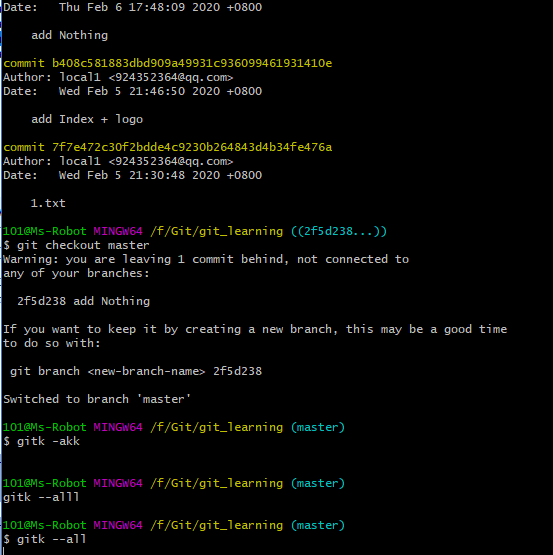 Date:   Thu Feb 6 17:48:09 2020 +0800
add Nothing
commit b408c581883dbd909a49931c936099461931410e
Author: local1 <924352364@qq.com>
Date:   Wed Feb 5 21:46:50 2020 +0800
add Index + logo
commit 7f7e472c30f2bdde4c9230b264843d4b34fe476a
Author: local1 <924352364@qq.com>
Date:   Wed Feb 5 21:30:48 2020 +0800
1.txt
101@Ms-Robot MINGW64 /f/Git/git_learning ((2f5d238...))
$ git checkout master
Warning: you are leaving 1 commit behind, not connected to
any of your branches:
2f5d238 add Nothing
If you want to keep it by creating a new branch, this may be a good time
to do so with:
git branch <new-branch-name> 2f5d238
Switched to branch 'master'
101@Ms-Robot MINGW64 /f/Git/git_learning (master)
$ gitk -akk
101@Ms-Robot MINGW64 /f/Git/git_learning (master)
gitk --alll
101@Ms-Robot MINGW64 /f/Git/git_learning (master)
$ gitk --all